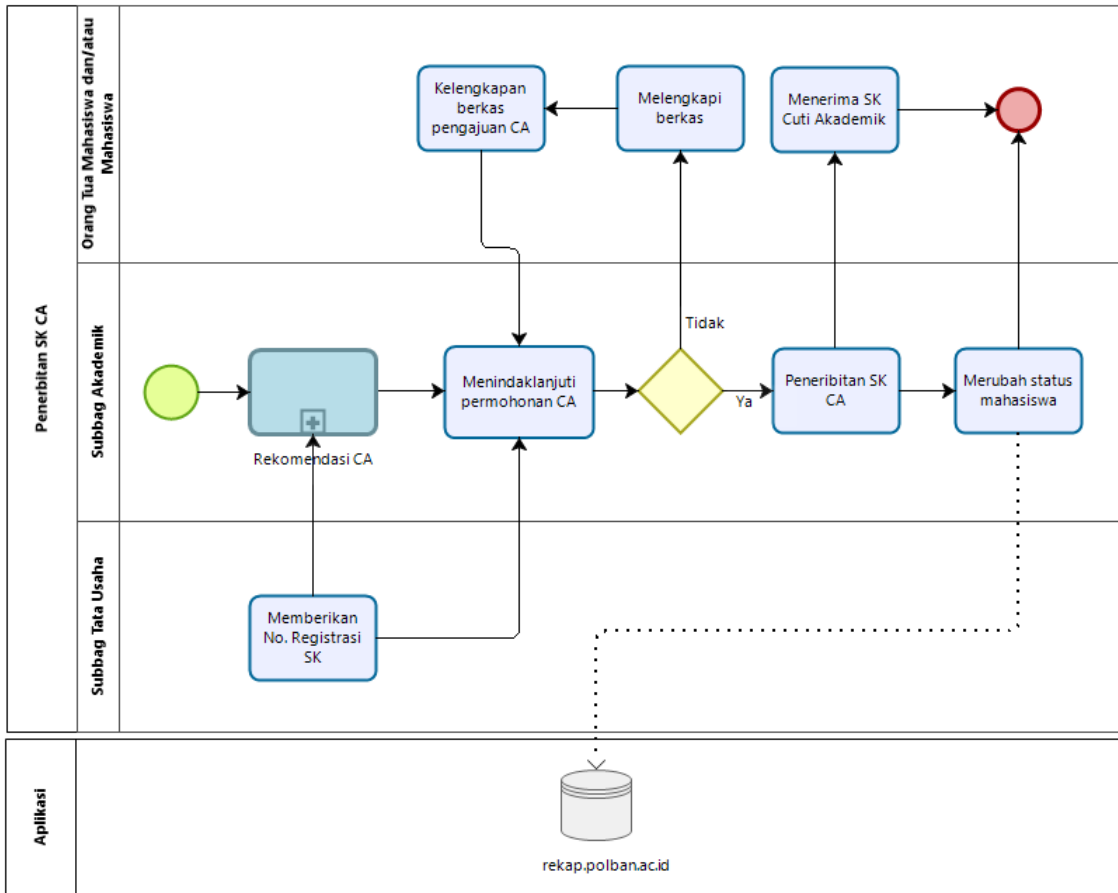 Penerbitan SK CA
Orang Tua Mahasiswa dan/atau
Mahasiswa
Kelengkapan
berkas
pengajuan CA
Melengkapi
berkas
Menerima SK
Cuti Akademik
Subbag Akademik
Rekomendasi CA
Menindaklanjuti
permohonan CA
Tidak
Ya
Peneribitan SK
CA
Merubah status
mahasiswa
Subbag Tata Usaha
Memberikan
No. Registrasi
SK
Aplikasi
rekap.polban.ac.id